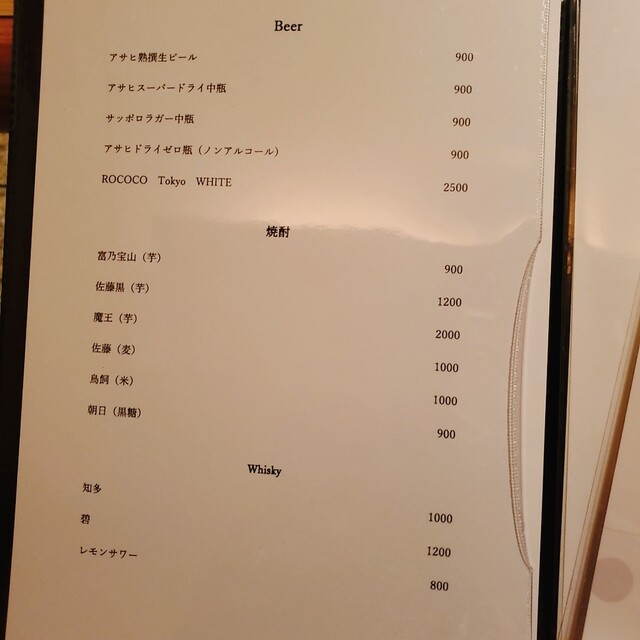 Beer
アサヒ熟撰生ビール 900
アサヒスーパードライ中瓶 900
サッポロラガー中瓶 900
アサヒドライゼロ瓶（ノンアルコール） 900
ROCOCO Tokyo WHITE 2500
焼酎
富乃宝山（芋） 900
佐藤黒（芋） 1200
魔王（芋） 2000
佐藤（麦） 1000
鳥飼（米） 1000
朝日（黒糖） 900
Whisky
知多 1000
碧 1200
レモンサワー 800